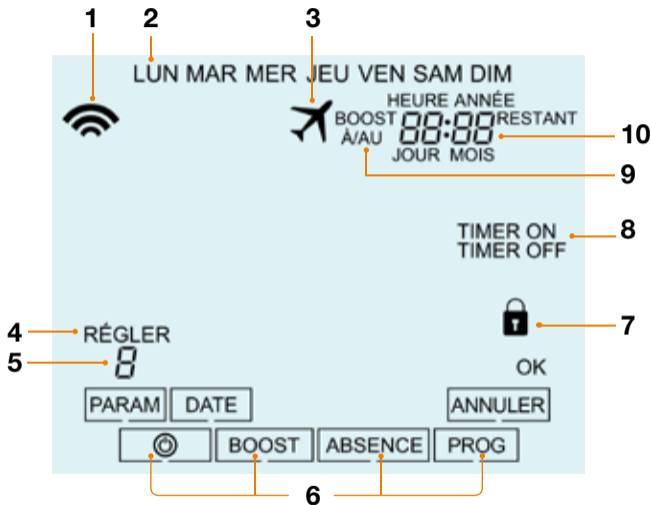 1 2 3
LUN MAR MER JEU VEN SAM DIM
HEURE ANNÉE
BOOST 88:88 RESTANT
10
À/AU
JOUR MOIS
9
TIMER ON
8
TIMER OFF
4
RÉGLER
7
5
8
OK
PARAM DATE ANNULER
BOOST ABSENCE PROG
6